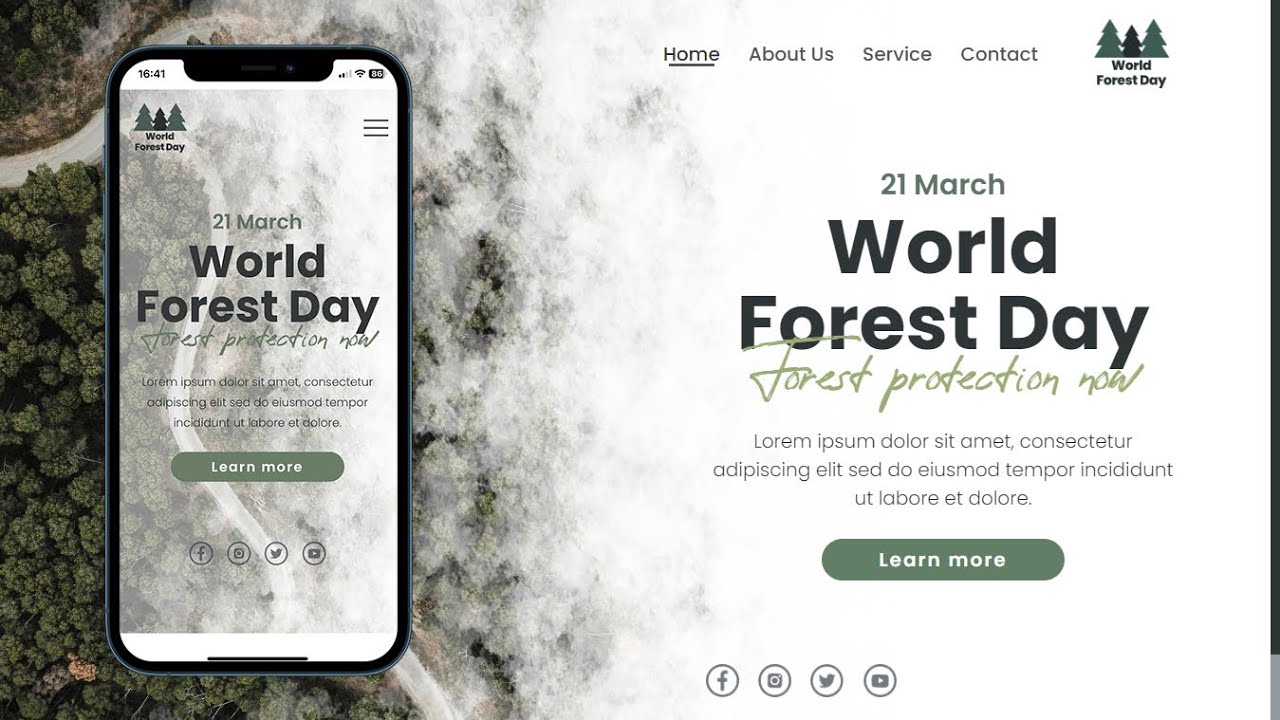 16:41
86
World
Forest Day
21 March
World
Forest Day
Forest protection now
Lorem ipsum dolor sit amet, consectetur
adipiscing elit sed do eiusmod tempor
incididunt ut labore et dolore.
Learn more
Home About Us Service Contact
World
Forest Day
21 March
World
Forest Day
Forest protection now
Lorem ipsum dolor sit amet, consectetur
adipiscing elit sed do eiusmod tempor incididunt
ut labore et dolore.
Learn more